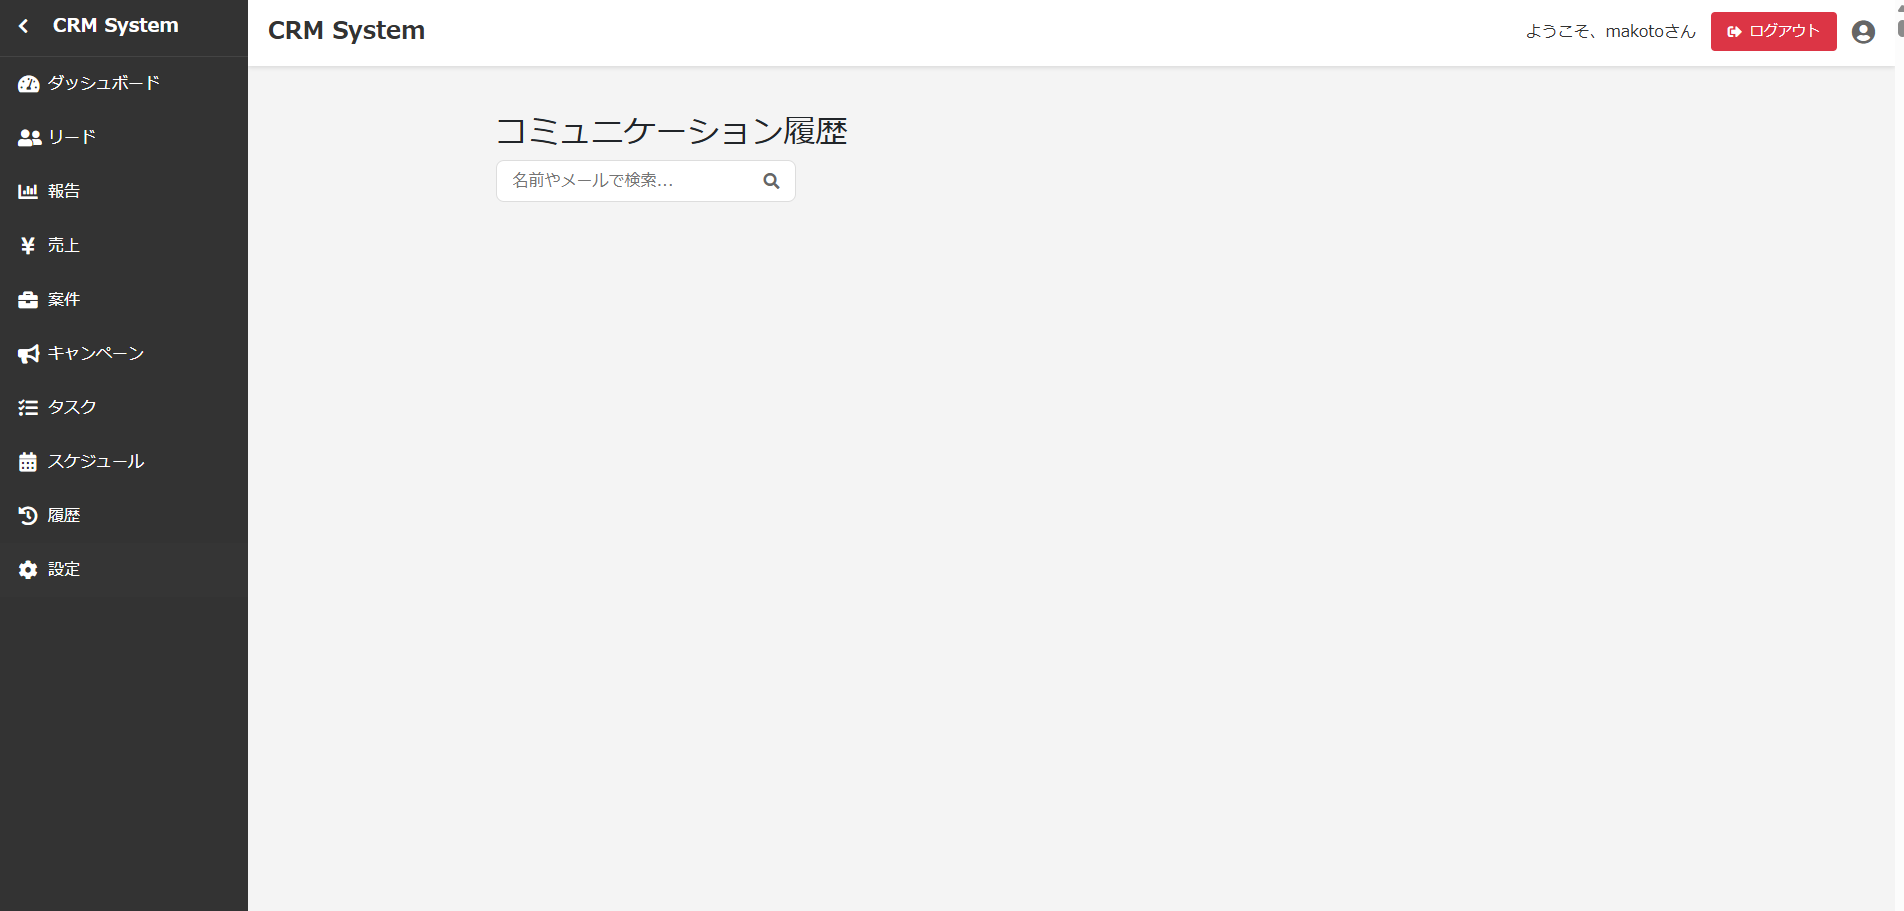 CRM System
ダッシュボード
リード
報告
売上
案件
キャンペーン
タスク
スケジュール
履歴
設定
CRM System
ようこそ、makotoさん
ログアウト
コミュニケーション履歴
名前やメールで検索...